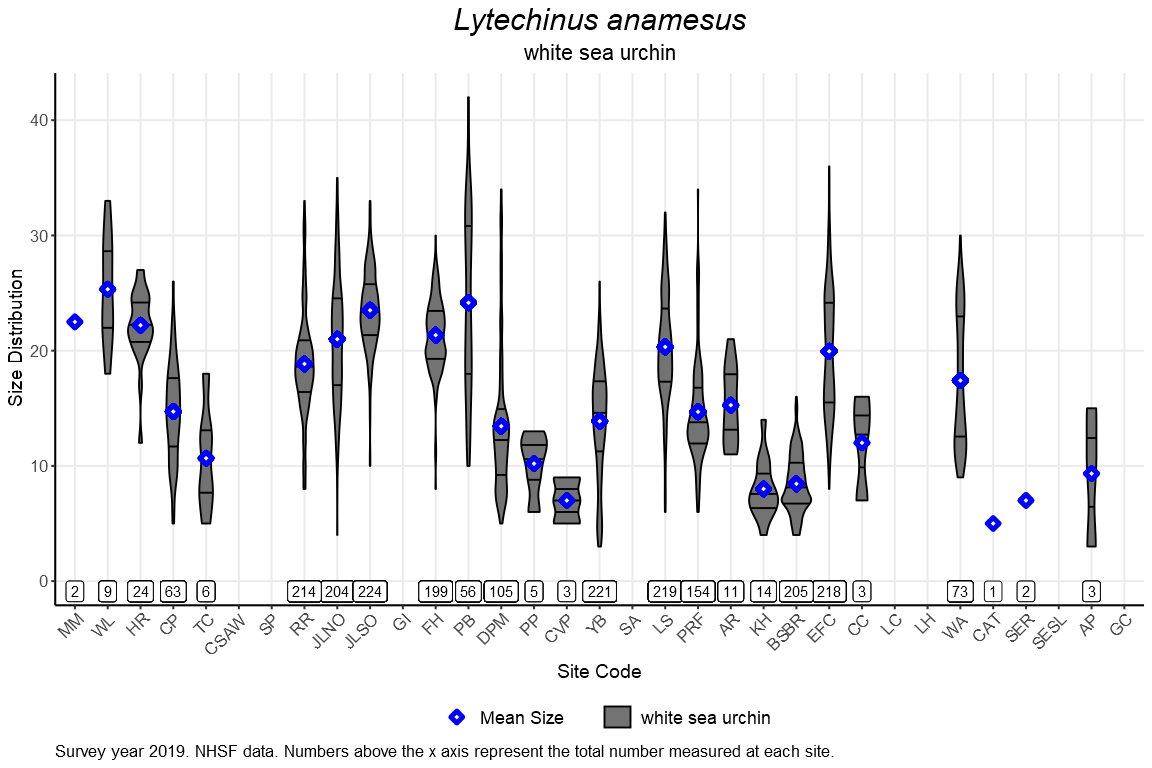 Lytechinus anamesus
white sea urchin
Size Distribution
40
30
20
10
0
2 9 24 63 6 214 204 224 199 56 105 5 3 221 219 154 11 14 205 218 3 73 1 2 3
MM WL HR CP TC CSAW SP RR JLNO JLSO GI FH PB DPM PP CVP YB SA LS PRF AR KH BSBR EFC CC LC LH WA CAT SER SESL AP GC
Site Code
Mean Size white sea urchin
Survey year 2019. NHSF data. Numbers above the x axis represent the total number measured at each site.